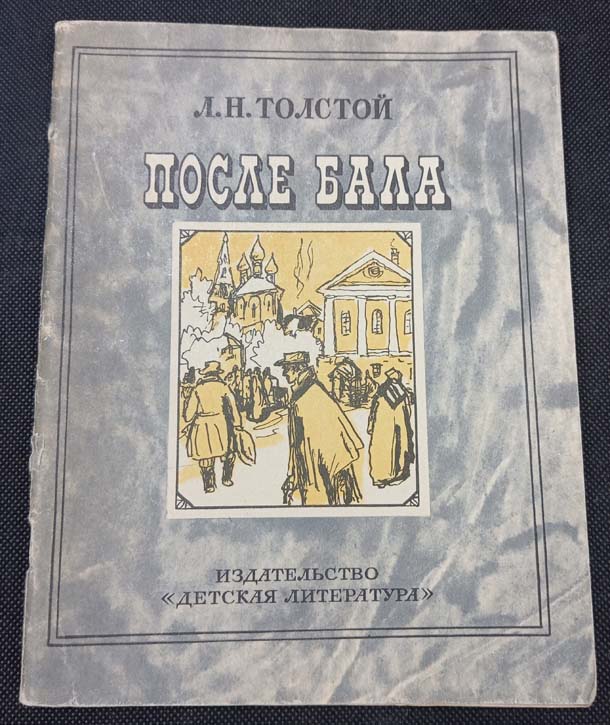 Л.Н.ТОЛСТОЙ
ПОСЛЕ БАЛА
ИЗДАТЕЛЬСТВО
«ДЕТСКАЯ ЛИТЕРАТУРА»